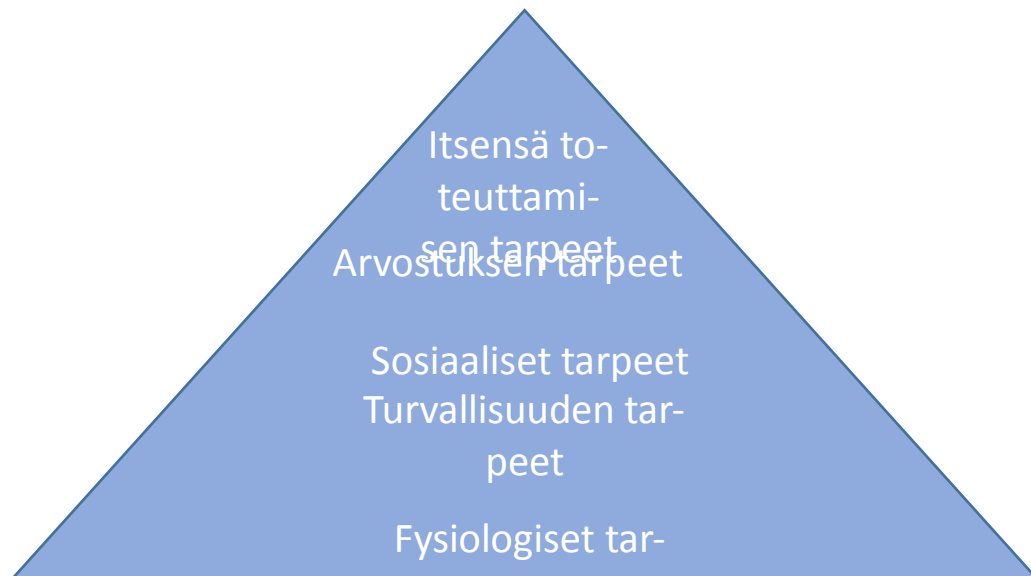 Itsensä to-
teuttami-
sen tarpeet
Arvostuksen tarpeet
Sosiaaliset tarpeet
Turvallisuuden tar-
peet
Fysiologiset tar-